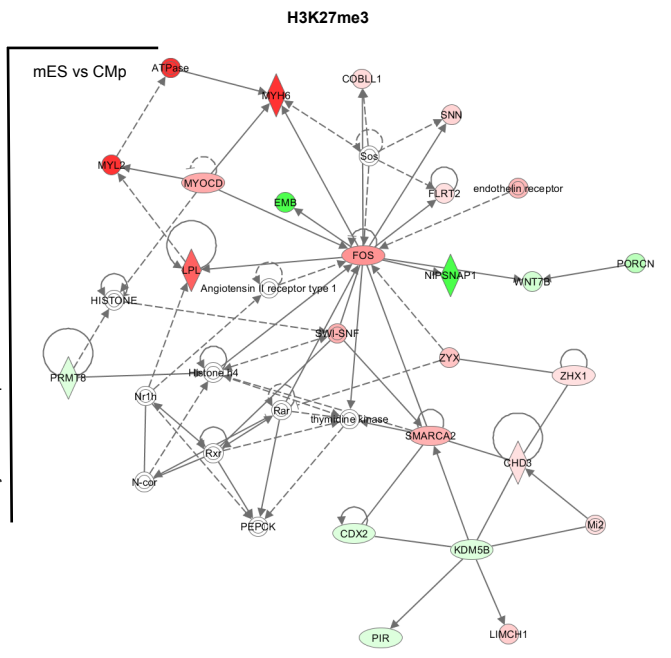 H3K27me3
mES vs CMp
ATPase
COBLL1
MYH6
SNN
Sos
MYL2
MYOCD
FLRT2
endothelin receptor
EMB
FOS
LPL
NIPSNAP1
PORCN
WNT7B
Angiotensin II receptor type 1
HISTONE
SWI-SNF
ZYX
PRMT8
Histone h4
ZHX1
Nr1h
Rar
thymidine kinase
SMARCA2
Rxr
CHD3
N-cor
PEPCK
Mi2
CDX2
KDM5B
PIR
LIMCH1